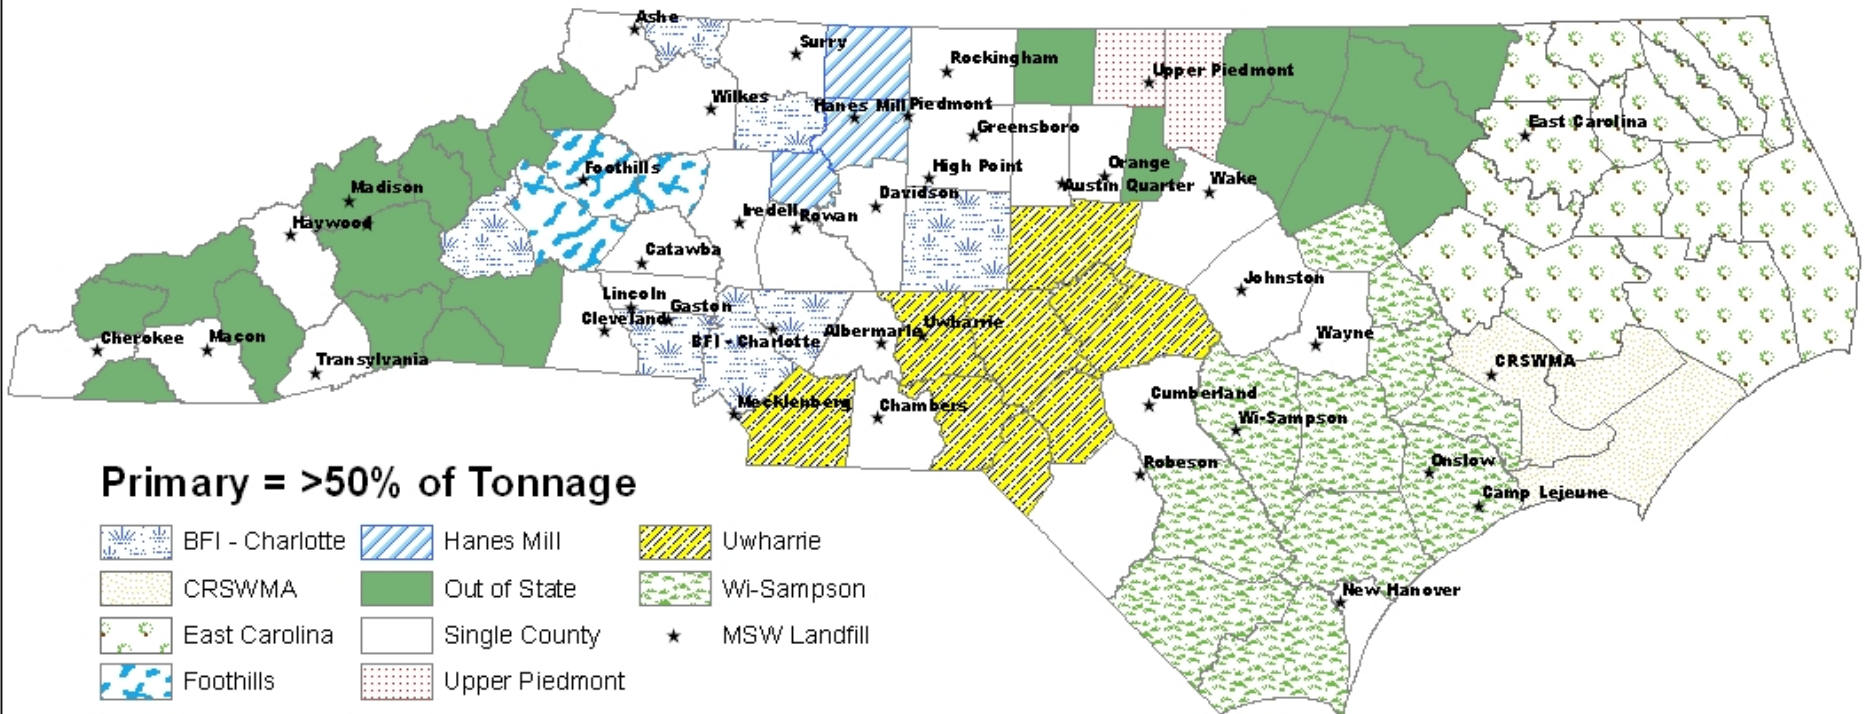 Ashe
Surry
Rockingham
Upper Piedmont
Wilkes
Hanes Mill
Piedmont
Greensboro
East Carolina
Foothills
High Point
Orange
Austin Quarter
Wake
Madison
Davidson
Haywood
Iredell
Rowan
Catawba
Johnston
Lincoln
Gaston
Cleveland
BFI - Charlotte
Albermarle
Uwharrie
Wayne
Cherokee
Macon
Transylvania
CRSWMA
Mecklenberg
Chambers
Cumberland
Wi-Sampson
Robeson
Onslow
Camp Lejeune
New Hanover
Primary = >50% of Tonnage
BFI - Charlotte
Hanes Mill
Uwharrie
CRSWMA
Out of State
Wi-Sampson
East Carolina
Single County
MSW Landfill
Foothills
Upper Piedmont